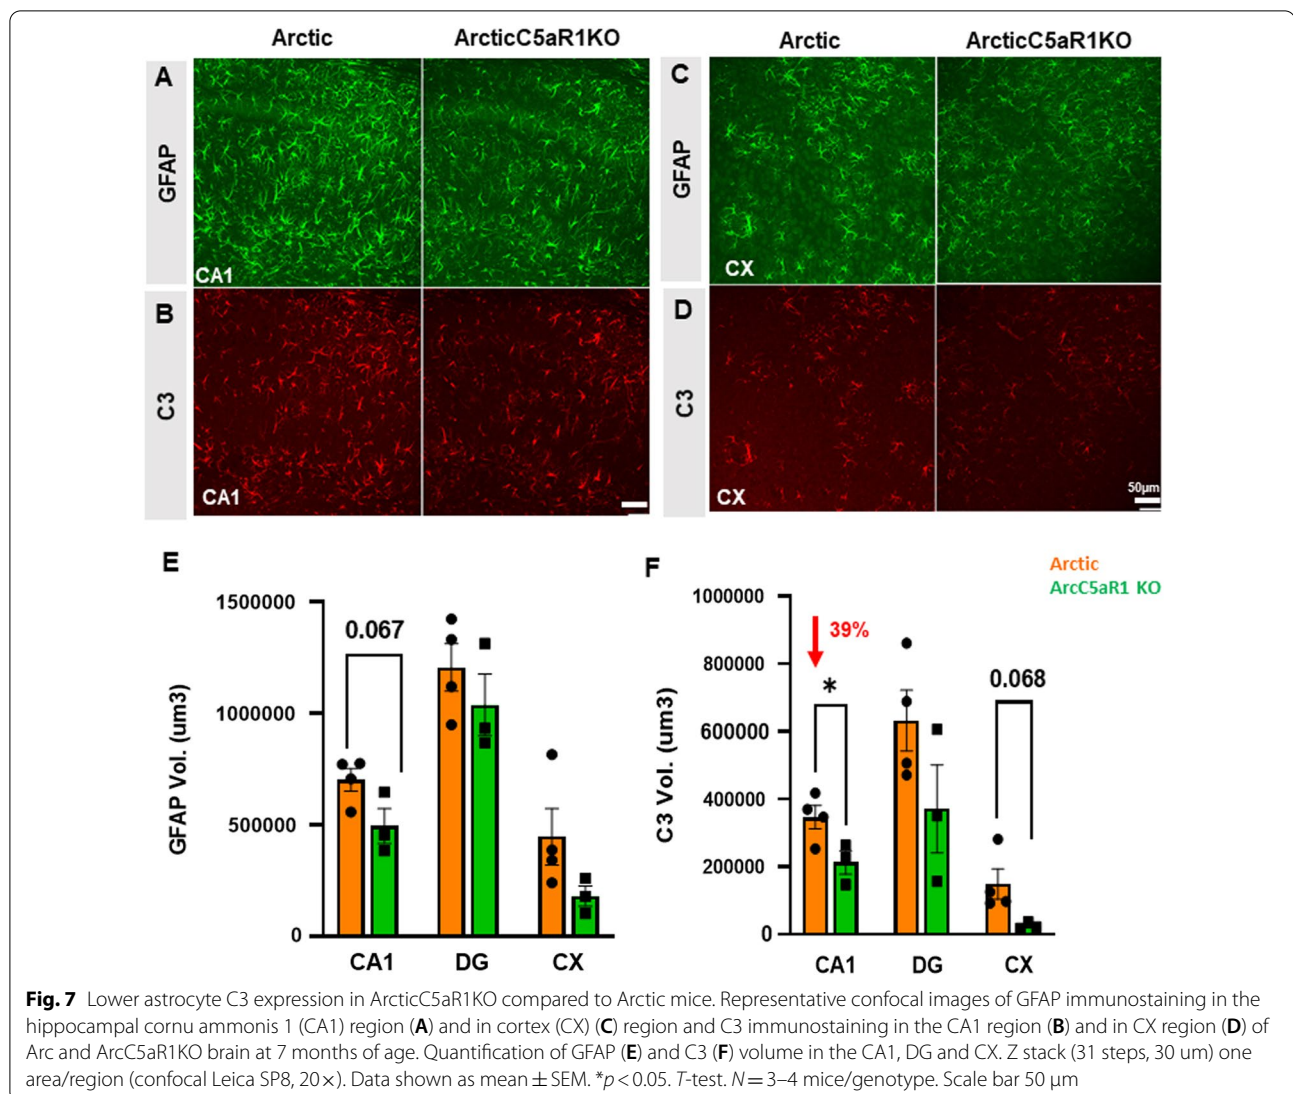 Arctic ArcticC5aR1KO Arctic ArcticC5aR1KO
A
GFAP
CA1
C
GFAP
CX
B
C3
CA1
D
C3
CX
50µm
E
GFAP Vol. (um3)
1500000
1000000
500000
0
0.067
CA1 DG CX
F
Arctic
ArcC5aR1 KO
C3 Vol. (um3)
1000000
800000
600000
400000
200000
0
39%
*
0.068
CA1 DG CX
Fig. 7 Lower astrocyte C3 expression in ArcticC5aR1KO compared to Arctic mice. Representative confocal images of GFAP immunostaining in the
hippocampal cornu ammonis 1 (CA1) region (A) and in cortex (CX) (C) region and C3 immunostaining in the CA1 region (B) and in CX region (D) of
Arc and ArcC5aR1KO brain at 7 months of age. Quantification of GFAP (E) and C3 (F) volume in the CA1, DG and CX. Z stack (31 steps, 30 um) one
area/region (confocal Leica SP8, 20×). Data shown as mean ± SEM. *p < 0.05. T-test. N = 3–4 mice/genotype. Scale bar 50 µm